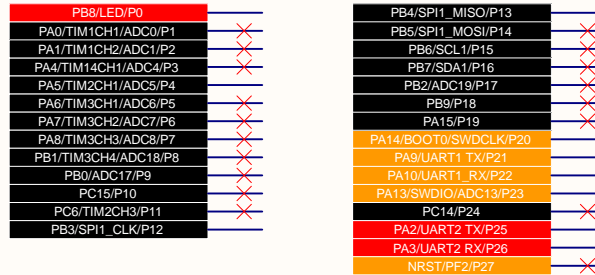 PB8/LED/P0
PA0/TIM1CH1/ADC0/P1
PA1/TIM1CH2/ADC1/P2
PA4/TIM14CH1/ADC4/P3
PA5/TIM2CH1/ADC5/P4
PA6/TIM3CH1/ADC6/P5
PA7/TIM3CH2/ADC7/P6
PA8/TIM3CH3/ADC8/P7
PB1/TIM3CH4/ADC18/P8
PB0/ADC17/P9
PC15/P10
PC6/TIM2CH3/P11
PB3/SPI1_CLK/P12
PB4/SPI1_MISO/P13
PB5/SPI1_MOSI/P14
PB6/SCL1/P15
PB7/SDA1/P16
PB2/ADC19/P17
PB9/P18
PA15/P19
PA14/BOOT0/SWDCLK/P20
PA9/UART1 TX/P21
PA10/UART1_RX/P22
PA13/SWDIO/ADC13/P23
PC14/P24
PA2/UART2 TX/P25
PA3/UART2 RX/P26
NRST/PF2/P27